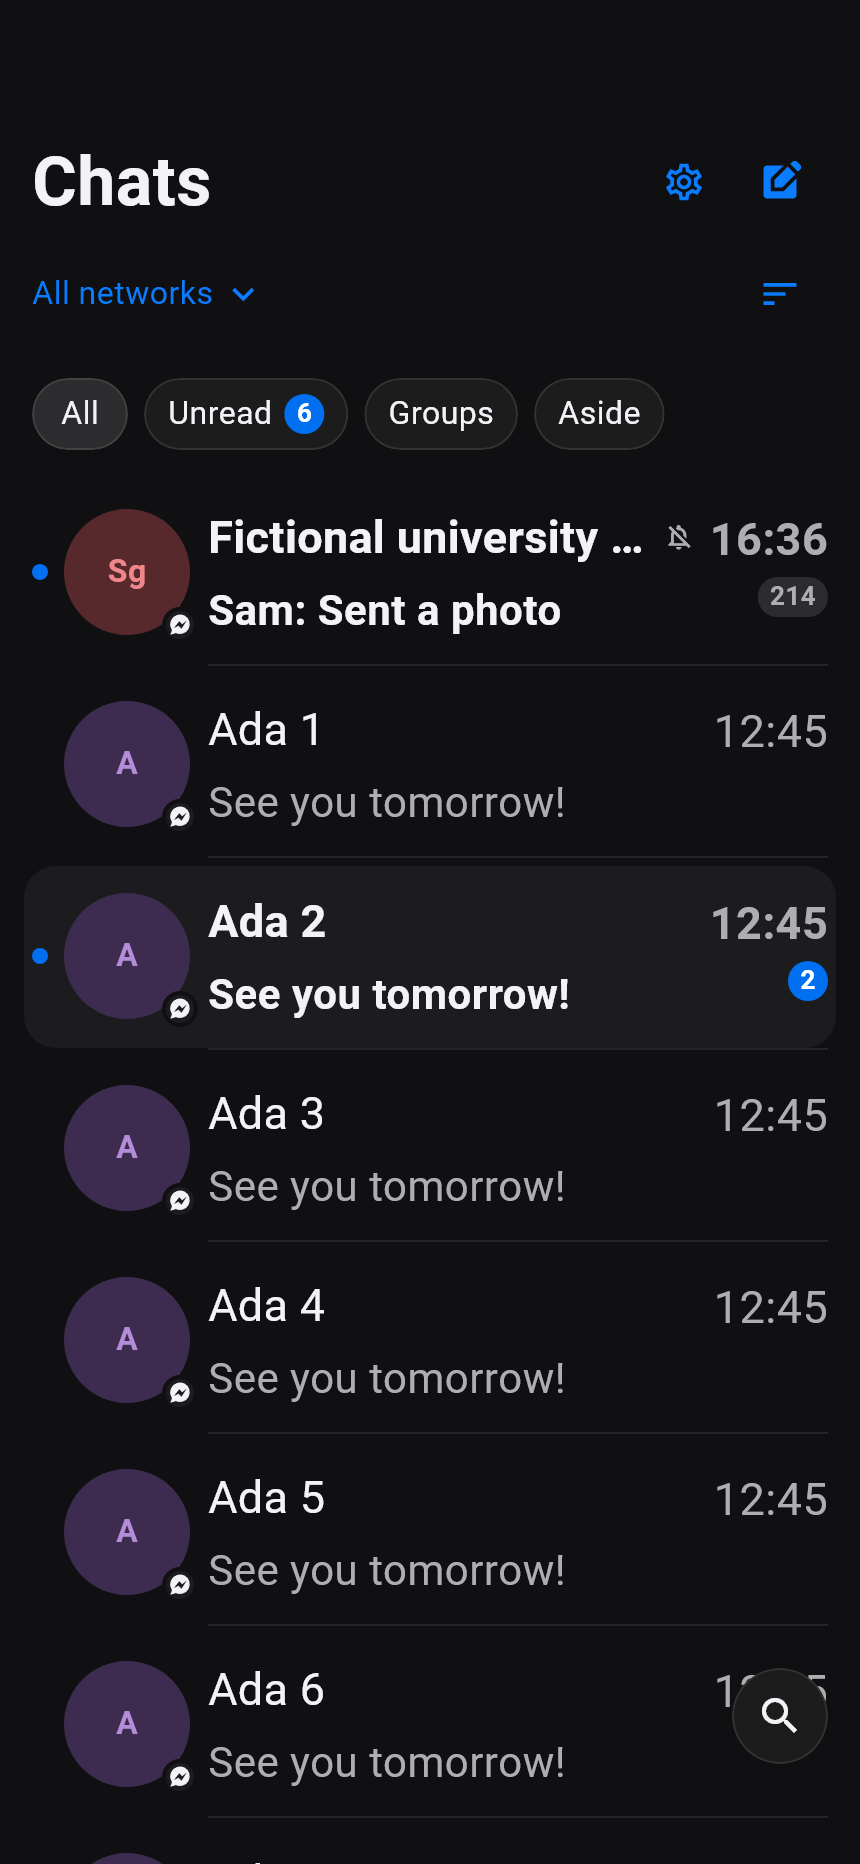 Chats
All networks
All
Unread 6
Groups
Aside
Sg
Fictional university …
16:36
Sam: Sent a photo
214
A
Ada 1
12:45
See you tomorrow!
A
Ada 2
12:45
See you tomorrow!
2
A
Ada 3
12:45
See you tomorrow!
A
Ada 4
12:45
See you tomorrow!
A
Ada 5
12:45
See you tomorrow!
A
Ada 6
See you tomorrow!